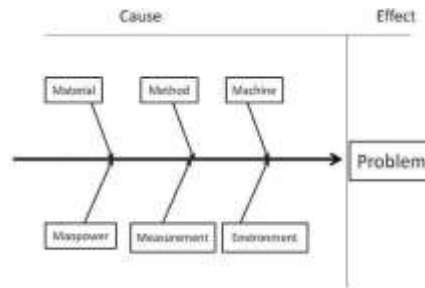 Cause Effect
Material Method Machine
Problem
Manpower Measurement Environment